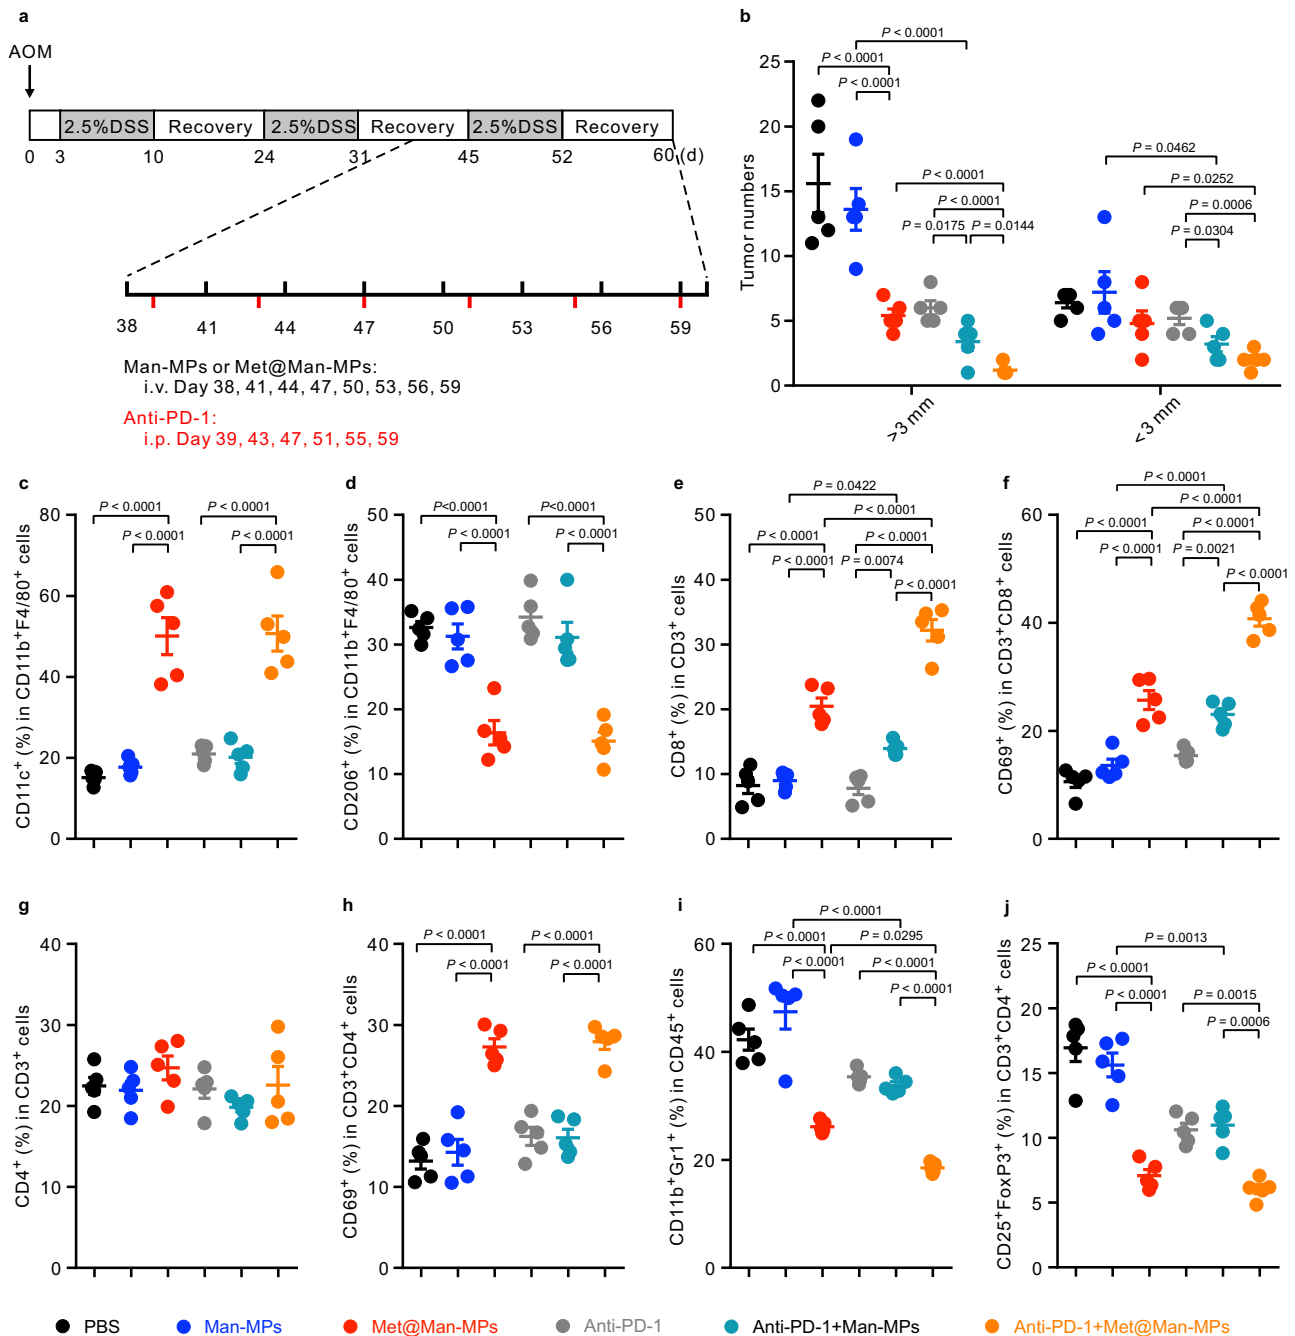 a
AOM
2.5%DSS Recovery 2.5%DSS Recovery 2.5%DSS Recovery
0 3 10 24 31 45 52 60 (d)
38 41 44 47 50 53 56 59
Man-MPs or Met@Man-MPs:
i.v. Day 38, 41, 44, 47, 50, 53, 56, 59
Anti-PD-1:
i.p. Day 39, 43, 47, 51, 55, 59
b
Tumor numbers
25
20
15
10
5
0
P < 0.0001
P < 0.0001
P < 0.0001
P < 0.0001
P < 0.0001
P = 0.0175
P = 0.0144
P = 0.0462
P = 0.0252
P = 0.0006
P = 0.0304
>3 mm
<3 mm
c
CD11c⁺ (%) in CD11b⁺F4/80⁺ cells
80
60
40
20
0
P < 0.0001
P < 0.0001
P < 0.0001
P < 0.0001
d
CD206⁺ (%) in CD11b⁺F4/80⁺ cells
50
40
30
20
10
0
P<0.0001
P < 0.0001
P<0.0001
P < 0.0001
e
CD8⁺ (%) in CD3⁺ cells
50
40
30
20
10
0
P = 0.0422
P < 0.0001
P < 0.0001
P < 0.0001
P < 0.0001
P = 0.0074
P < 0.0001
f
CD69⁺ (%) in CD3⁺CD8⁺ cells
60
40
20
0
P < 0.0001
P < 0.0001
P < 0.0001
P < 0.0001
P < 0.0001
P = 0.0021
P < 0.0001
g
CD4⁺ (%) in CD3⁺ cells
40
30
20
10
0
h
CD69⁺ (%) in CD3⁺CD4⁺ cells
40
30
20
10
0
P < 0.0001
P < 0.0001
P < 0.0001
P < 0.0001
i
CD11b⁺Gr1⁺ (%) in CD45⁺ cells
60
40
20
0
P < 0.0001
P < 0.0001
P = 0.0295
P < 0.0001
P < 0.0001
P < 0.0001
j
CD25⁺FoxP3⁺ (%) in CD3⁺CD4⁺ cells
25
20
15
10
5
0
P = 0.0013
P < 0.0001
P < 0.0001
P = 0.0015
P = 0.0006
PBS Man-MPs Met@Man-MPs Anti-PD-1 Anti-PD-1+Man-MPs Anti-PD-1+Met@Man-MPs